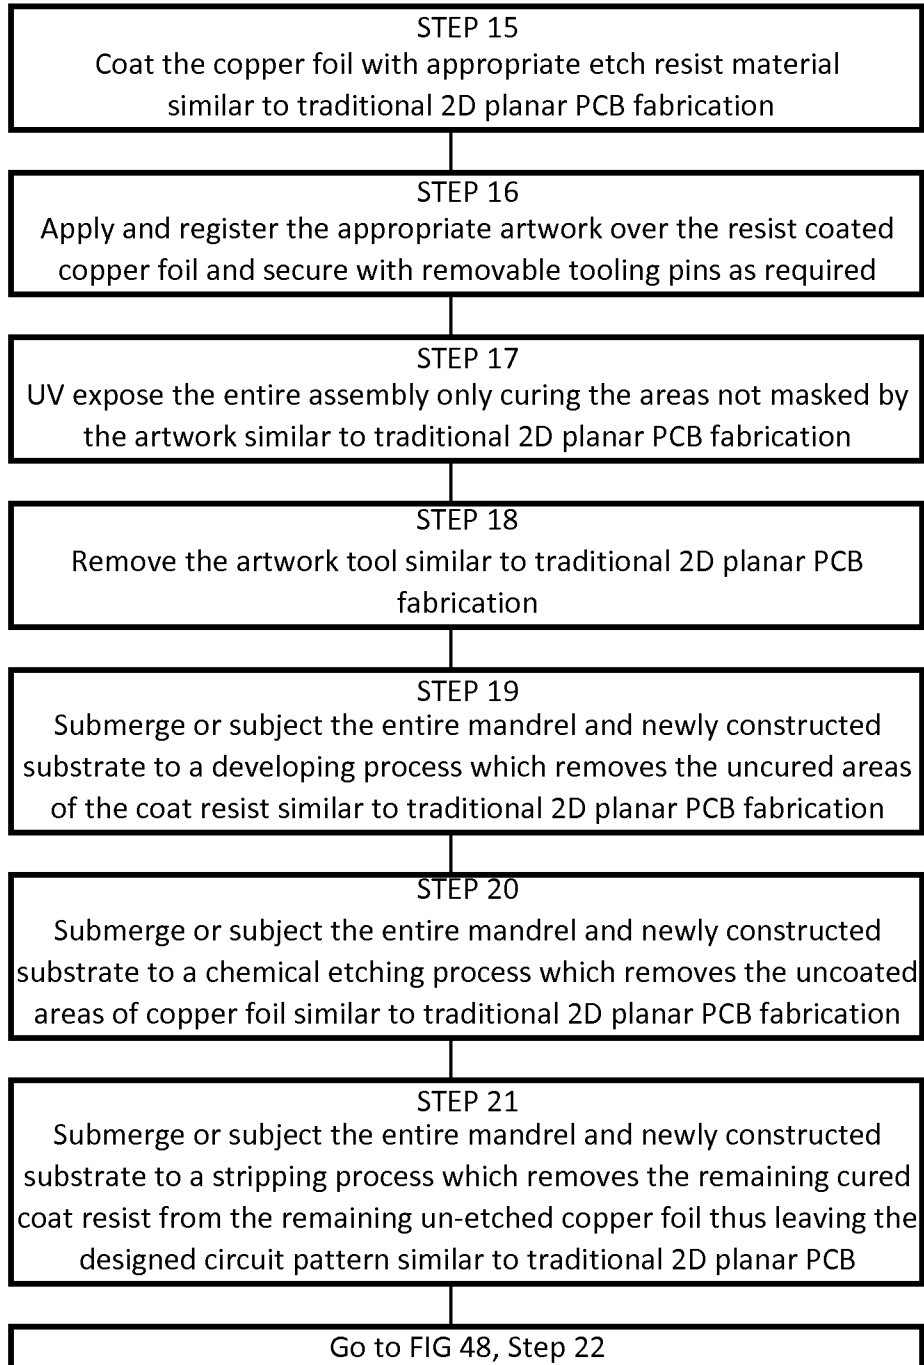 STEP 15
Coat the copper foil with appropriate etch resist material
similar to traditional 2D planar PCB fabrication
STEP 16
Apply and register the appropriate artwork over the resist coated
copper foil and secure with removable tooling pins as required
STEP 17
UV expose the entire assembly only curing the areas not masked by
the artwork similar to traditional 2D planar PCB fabrication
STEP 18
Remove the artwork tool similar to traditional 2D planar PCB
fabrication
STEP 19
Submerge or subject the entire mandrel and newly constructed
substrate to a developing process which removes the uncured areas
of the coat resist similar to traditional 2D planar PCB fabrication
STEP 20
Submerge or subject the entire mandrel and newly constructed
substrate to a chemical etching process which removes the uncoated
areas of copper foil similar to traditional 2D planar PCB fabrication
STEP 21
Submerge or subject the entire mandrel and newly constructed
substrate to a stripping process which removes the remaining cured
coat resist from the remaining un-etched copper foil thus leaving the
designed circuit pattern similar to traditional 2D planar PCB
Go to FIG 48, Step 22